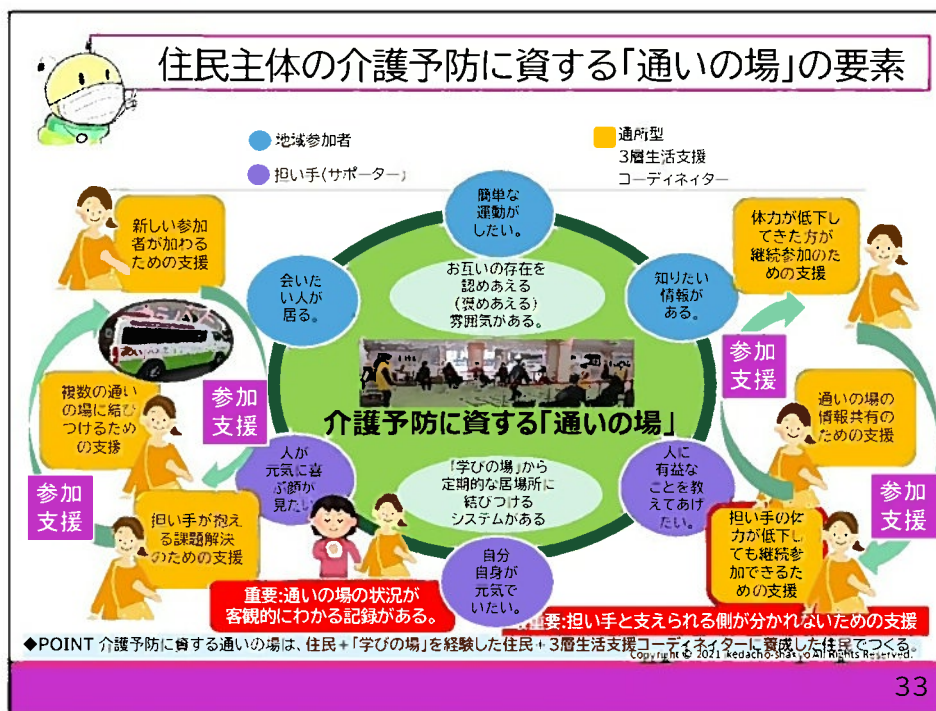 住民主体の介護予防に資する「通いの場」の要素
地域参加者
担い手(サポーター)
通所型
3層生活支援
コーディネイター
簡単な
運動が
したい。
新しい参加
者が加わる
ための支援
体力が低下し
てきた方が
継続参加のた
めの支援
会いた
い人が
居る。
お互いの存在を
認めあえる
(褒めあえる)
雰囲気がある。
知りたい
情報が
ある。
参加
支援
参加
支援
複数の通い
の場に結び
つけるため
の支援
通いの場の
情報共有の
ための支援
介護予防に資する「通いの場」
人が
元気に喜
ぶ顔が
見たい
「学びの場」から
定期的な居場所に
結びつける
システムがある
人に
有益な
ことを教
えてあげ
たい。
参加
支援
参加
支援
担い手が抱え
る課題解決
のための支援
担い手の体
力が低下し
ても継続参
加できるた
めの支援
自分
自身が
元気で
いたい。
重要:通いの場の状況が
客観的にわかる記録がある。
重要:担い手と支えられる側が分かれないための支援
◆POINT 介護予防に資する通いの場は、住民+「学びの場」を経験した住民+3層生活支援コーディネイターに養成した住民でつくる。
Copyright © 2021 ikedacho-shakyo All Rights Reserved.
33